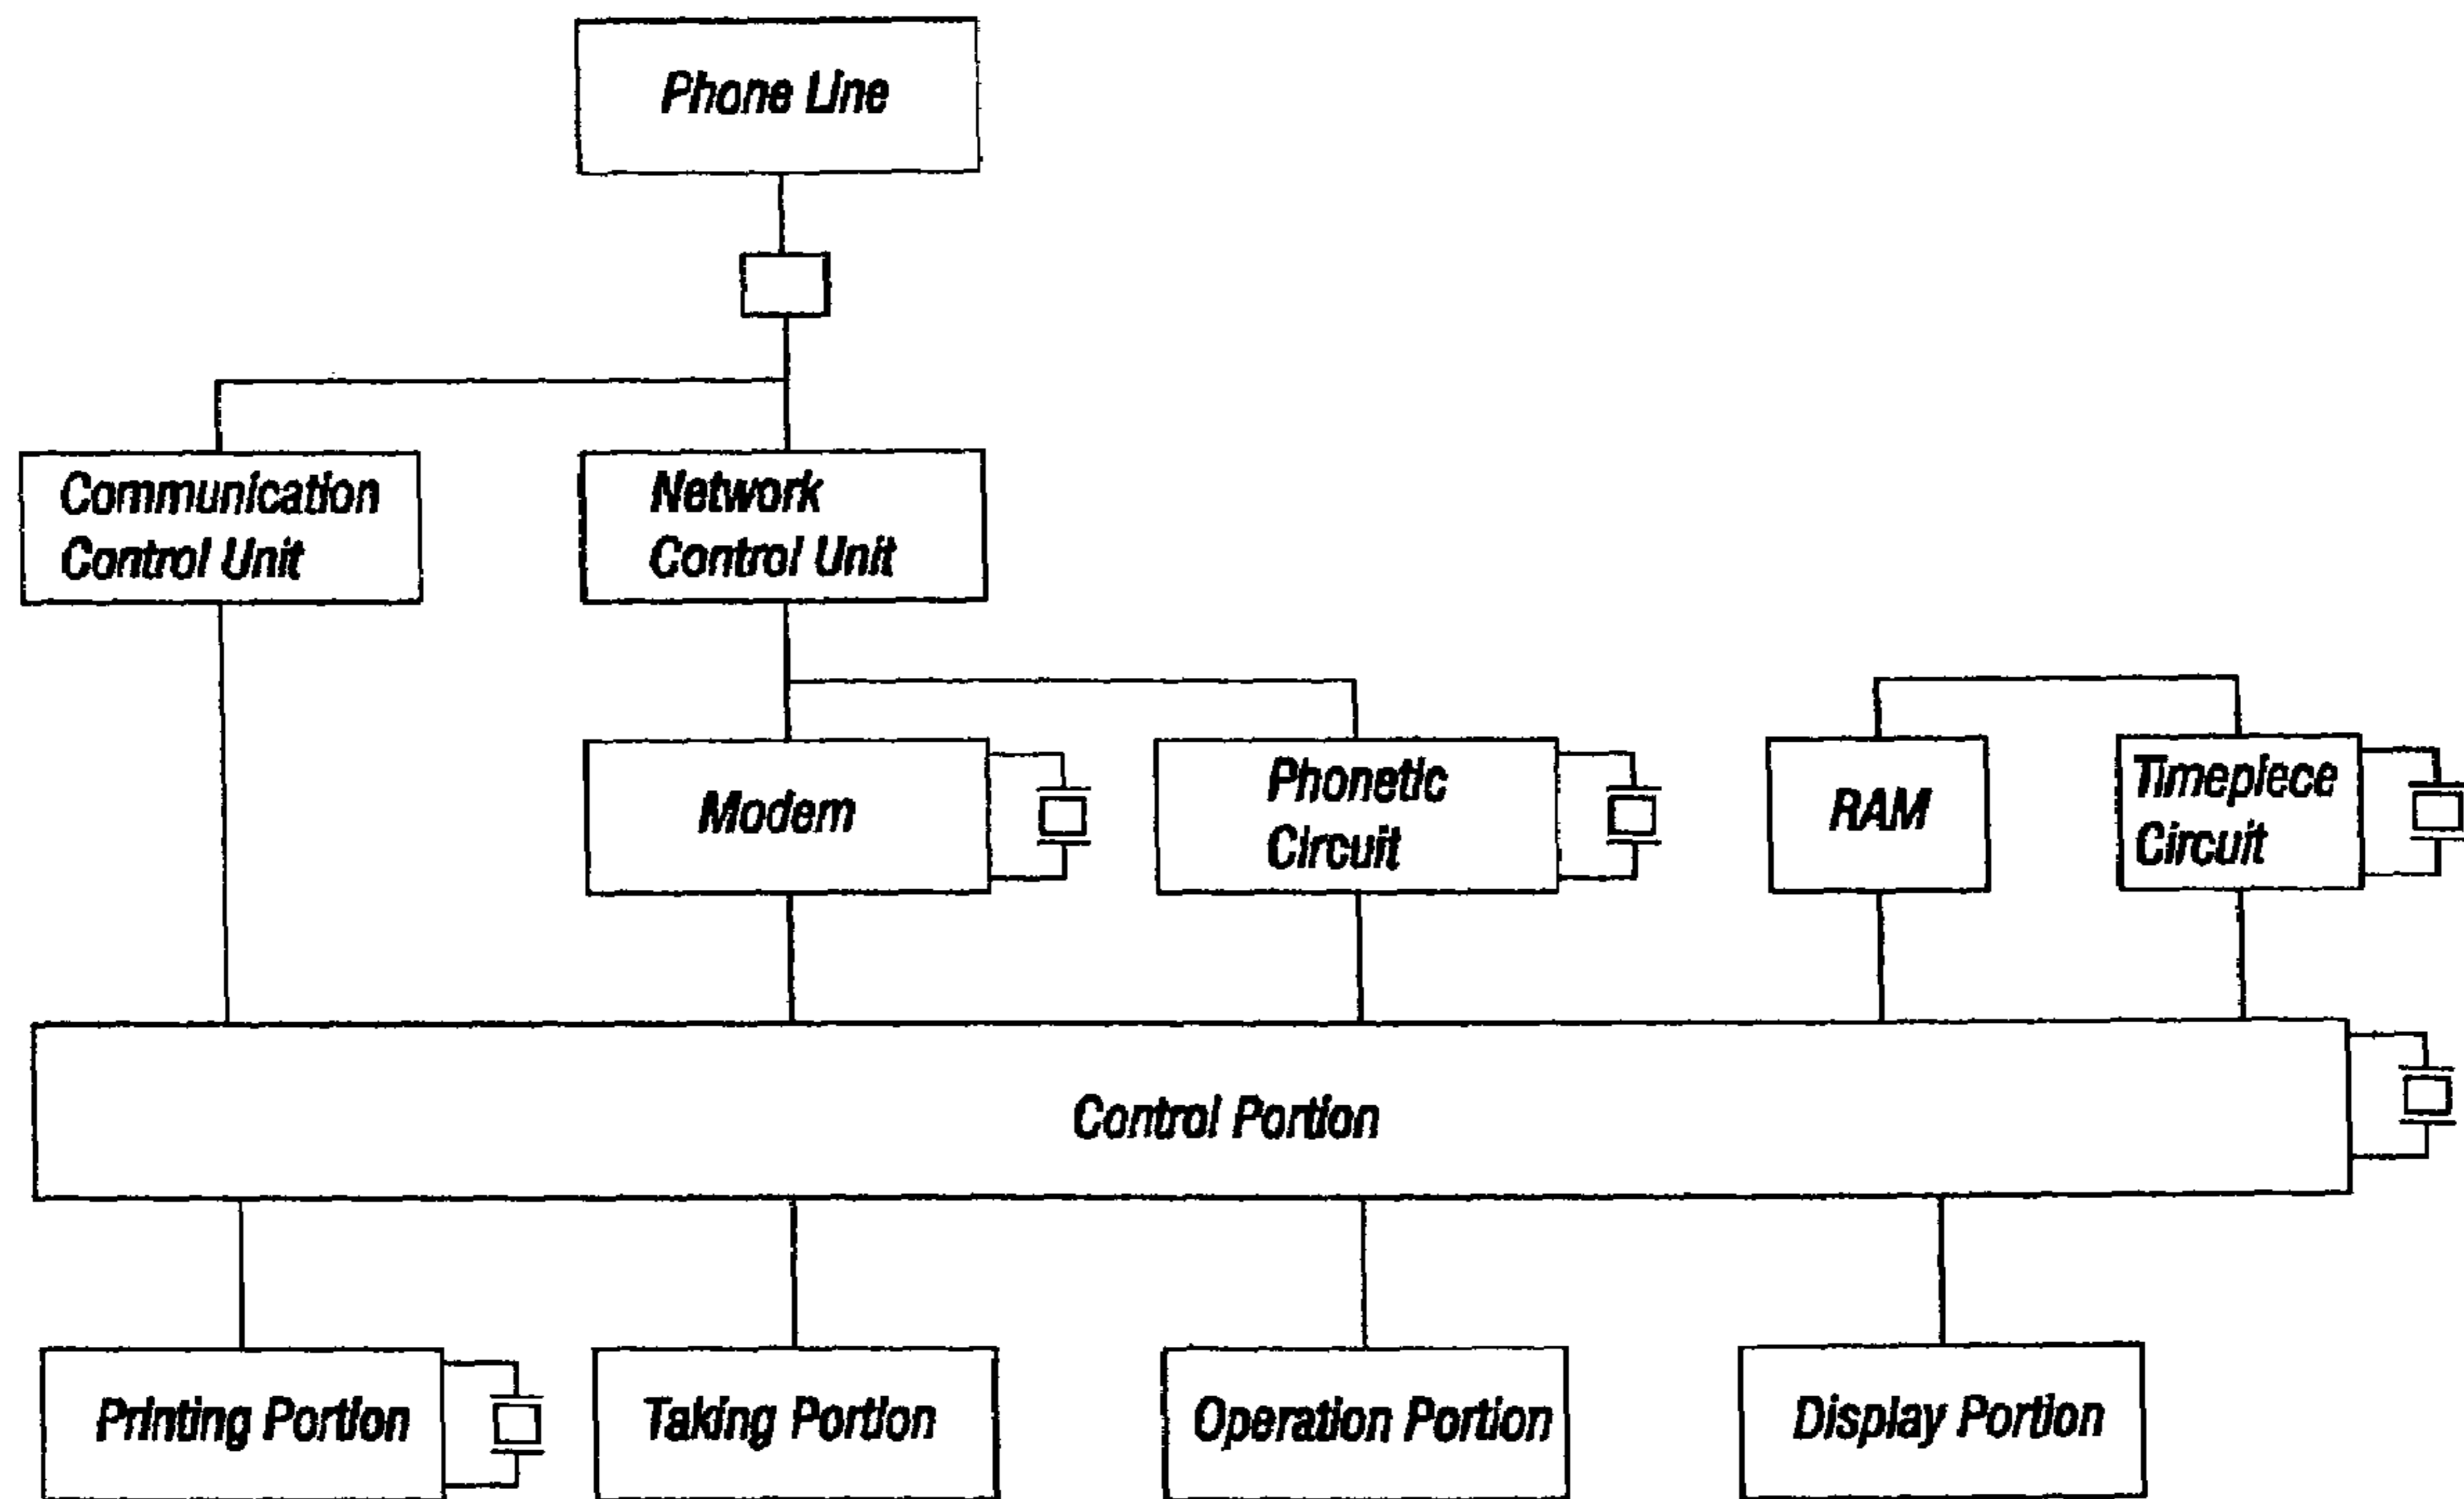 Phone Line
Communication
Control Unit
Network
Control Unit
Modem
Phonetic
Circuit
RAM
Timepiece
Circuit
Control Portion
Printing Portion
Taking Portion
Operation Portion
Display Portion